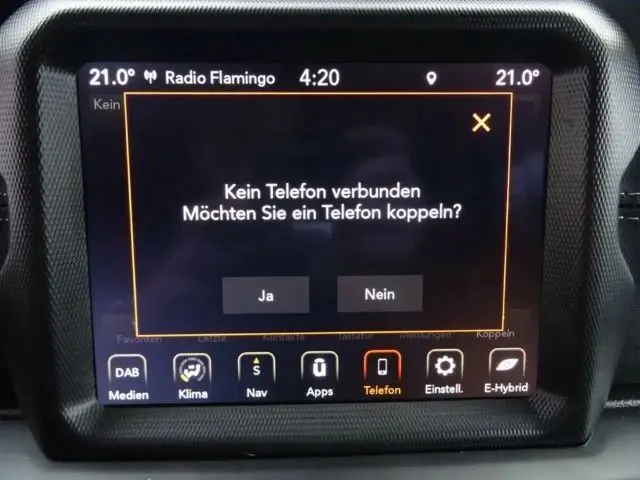 21.0° Radio Flamingo 4:20 21.0°
Kein
Kein Telefon verbunden
Möchten Sie ein Telefon koppeln?
Ja Nein
Favoriten Letzte Kontakte Tastatur Meldungen Koppeln
DAB S
Medien Klima Nav Apps Telefon Einstell. E-Hybrid